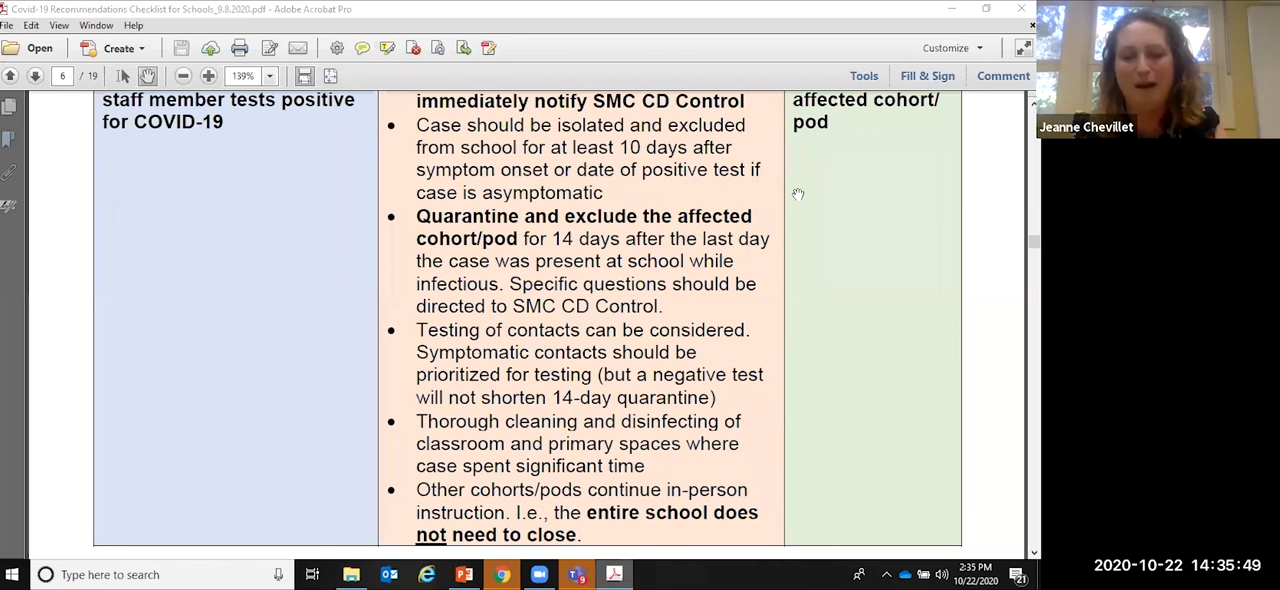 Covid-19 Recommendations Checklist for Schools_9.8.2020.pdf - Adobe Acrobat Pro
File Edit View Window Help
Open Create Customize
6 / 19 139% Tools Fill & Sign Comment
staff member tests positive
for COVID-19
immediately notify SMC CD Control
• Case should be isolated and excluded
from school for at least 10 days after
symptom onset or date of positive test if
case is asymptomatic
• Quarantine and exclude the affected
cohort/pod for 14 days after the last day
the case was present at school while
infectious. Specific questions should be
directed to SMC CD Control.
• Testing of contacts can be considered.
Symptomatic contacts should be
prioritized for testing (but a negative test
will not shorten 14-day quarantine)
• Thorough cleaning and disinfecting of
classroom and primary spaces where
case spent significant time
• Other cohorts/pods continue in-person
instruction. I.e., the entire school does
not need to close.
affected cohort/
pod
Jeanne Chevillet
Type here to search
2:35 PM
10/22/2020
21
9
2020-10-22 14:35:49